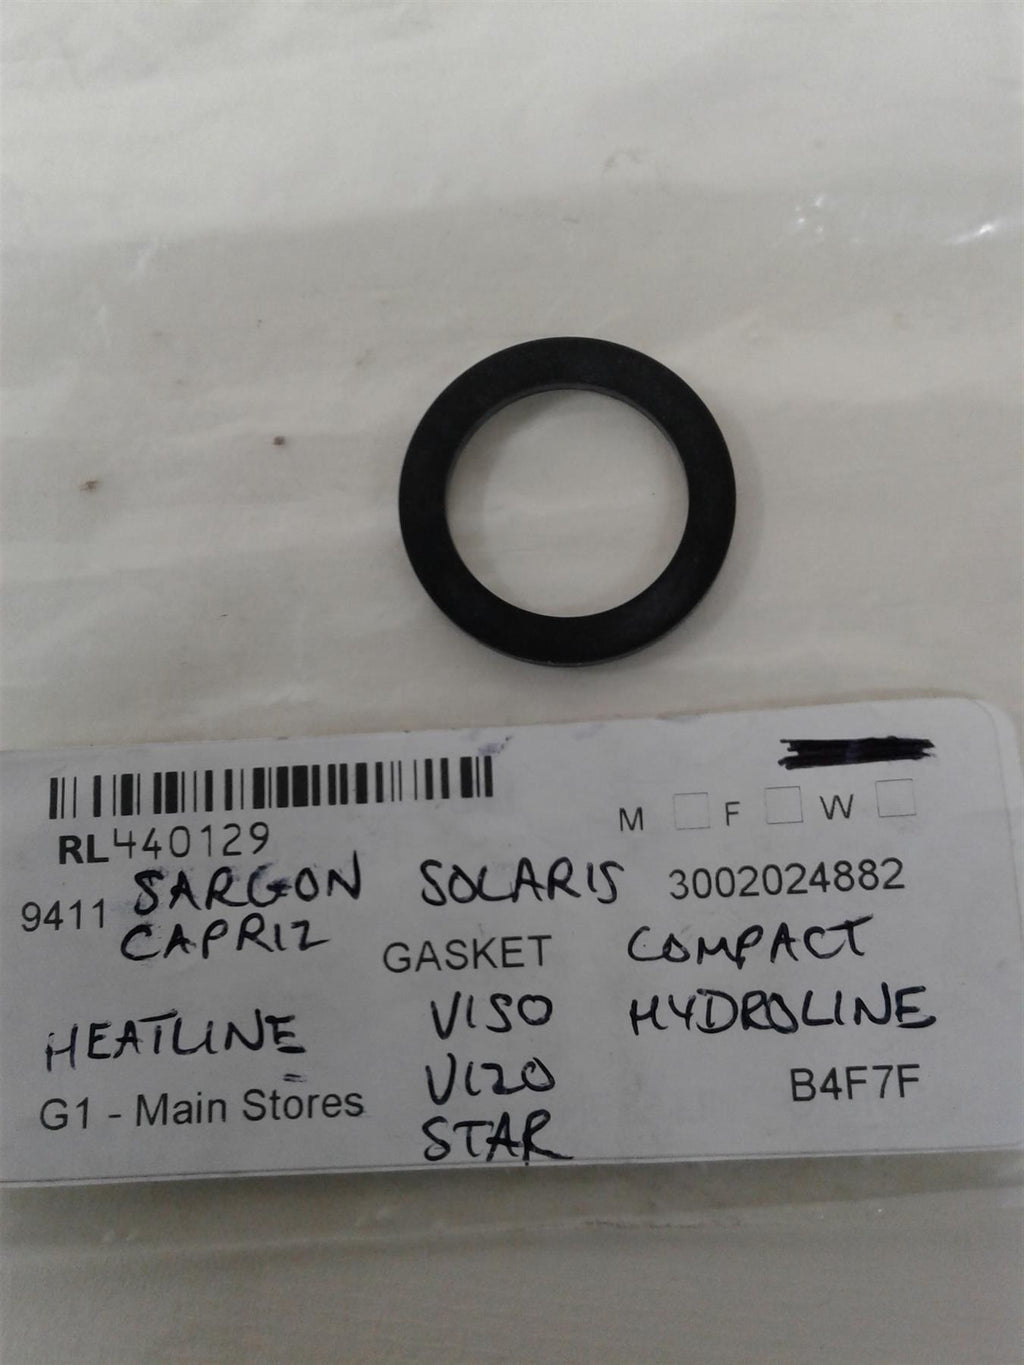 M F W
RL440129
9411 SARGON SOLARIS 3002024882
CAPRIZ GASKET COMPACT
HEATLINE VISO HYDROLINE
VIZO B4F7F
G1 - Main Stores
STAR